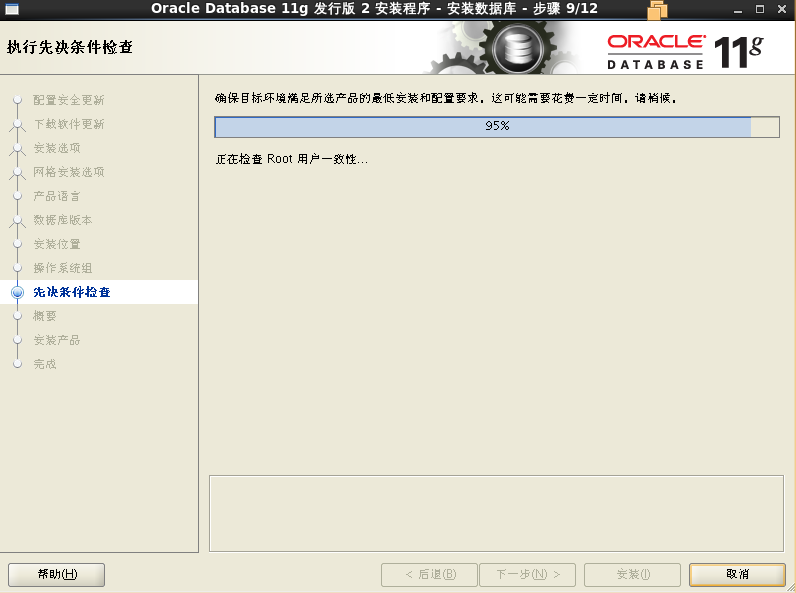 Oracle Database 11g 发行版 2 安装程序 - 安装数据库 - 步骤 9/12
执行先决条件检查
ORACLE
DATABASE
11g
配置安全更新
下载软件更新
安装选项
网格安装选项
产品语言
数据库版本
安装位置
操作系统组
先决条件检查
概要
安装产品
完成
确保目标环境满足所选产品的最低安装和配置要求。这可能需要花费一定时间。请稍候。
95%
正在检查 Root 用户一致性...
帮助(H)
< 后退(B)
下一步(N) >
安装(I)
取消